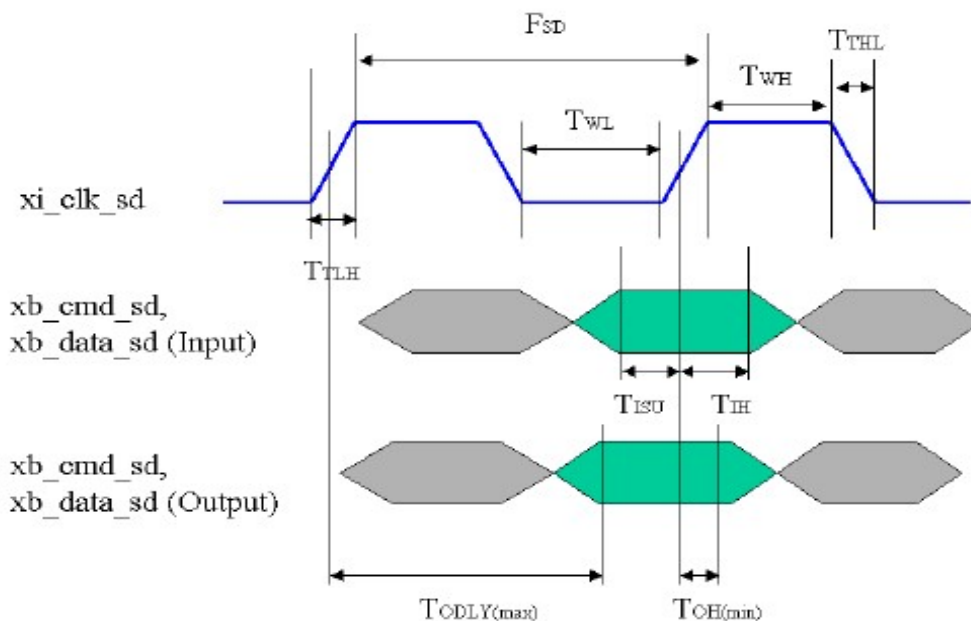 FSD
TTHL
TWH
TWL
xi_clk_sd
TTLH
xb_cmd_sd,
xb_data_sd (Input)
TISU
TIH
xb_cmd_sd,
xb_data_sd (Output)
TODLY(max)
TOH(min)